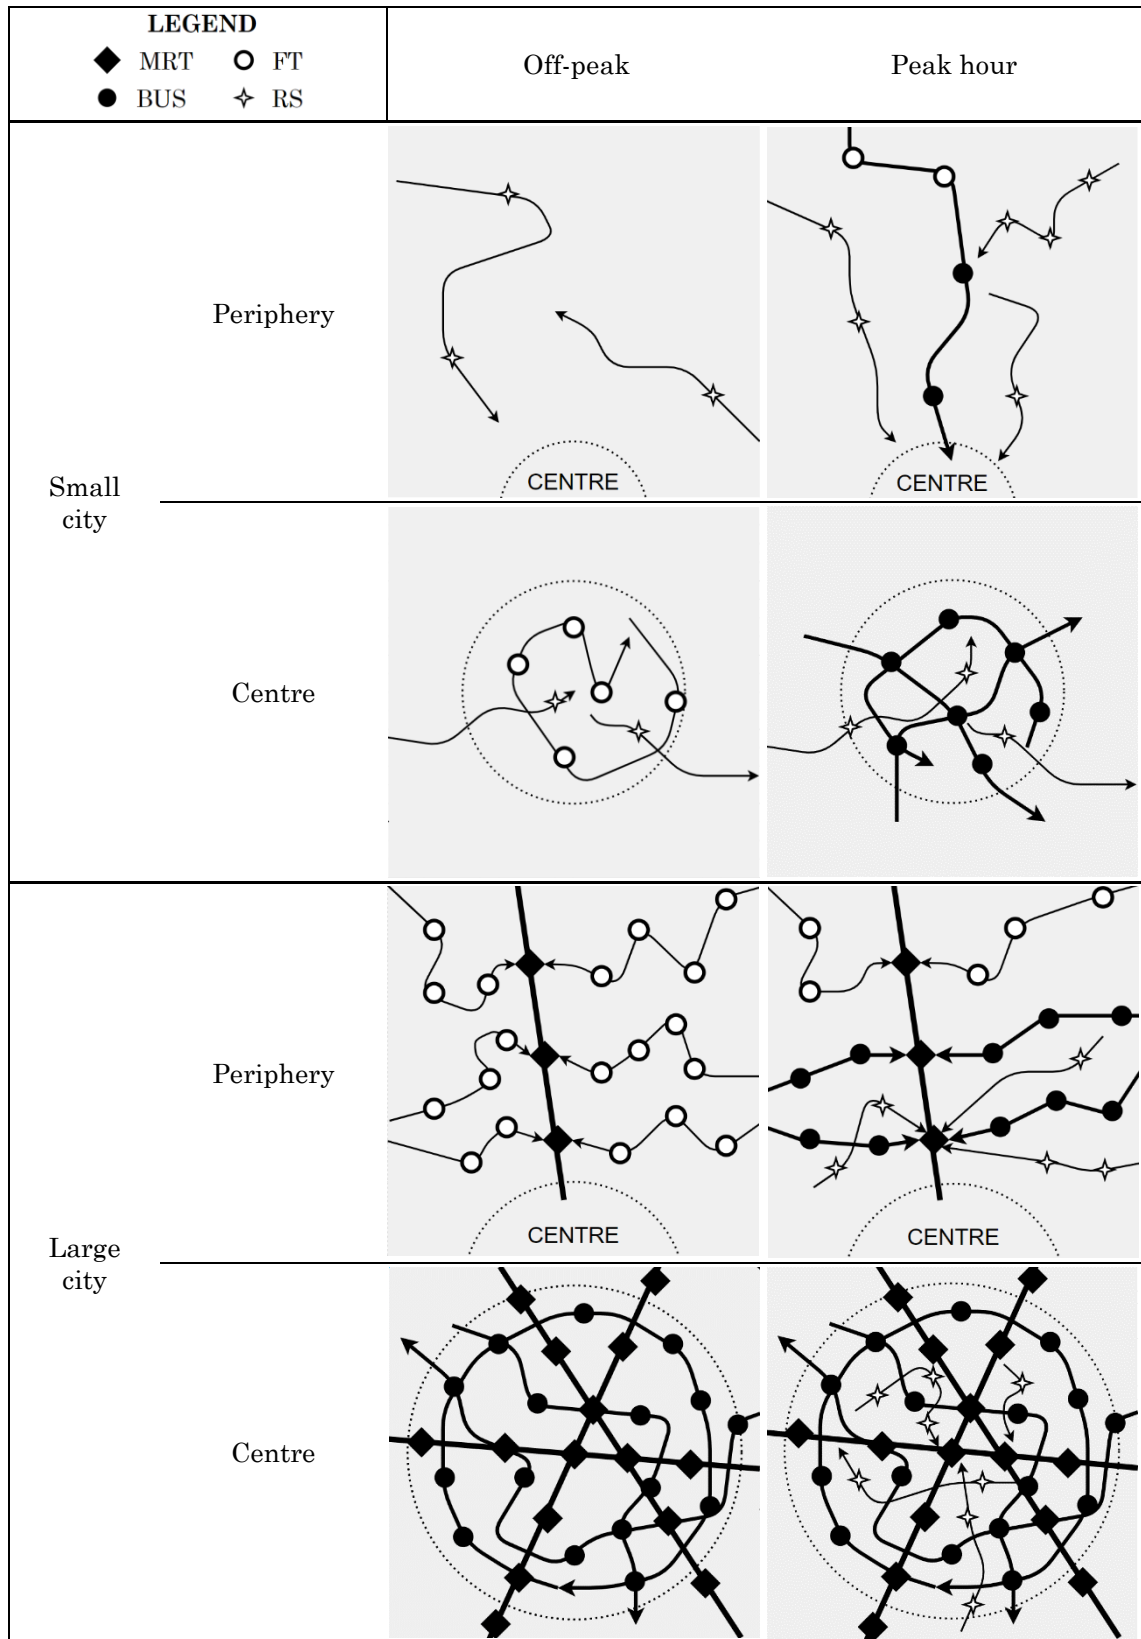 LEGEND
MRT FT
BUS RS
Off-peak Peak hour
Periphery
CENTRE CENTRE
Small
city
Centre
Periphery
CENTRE CENTRE
Large
city
Centre